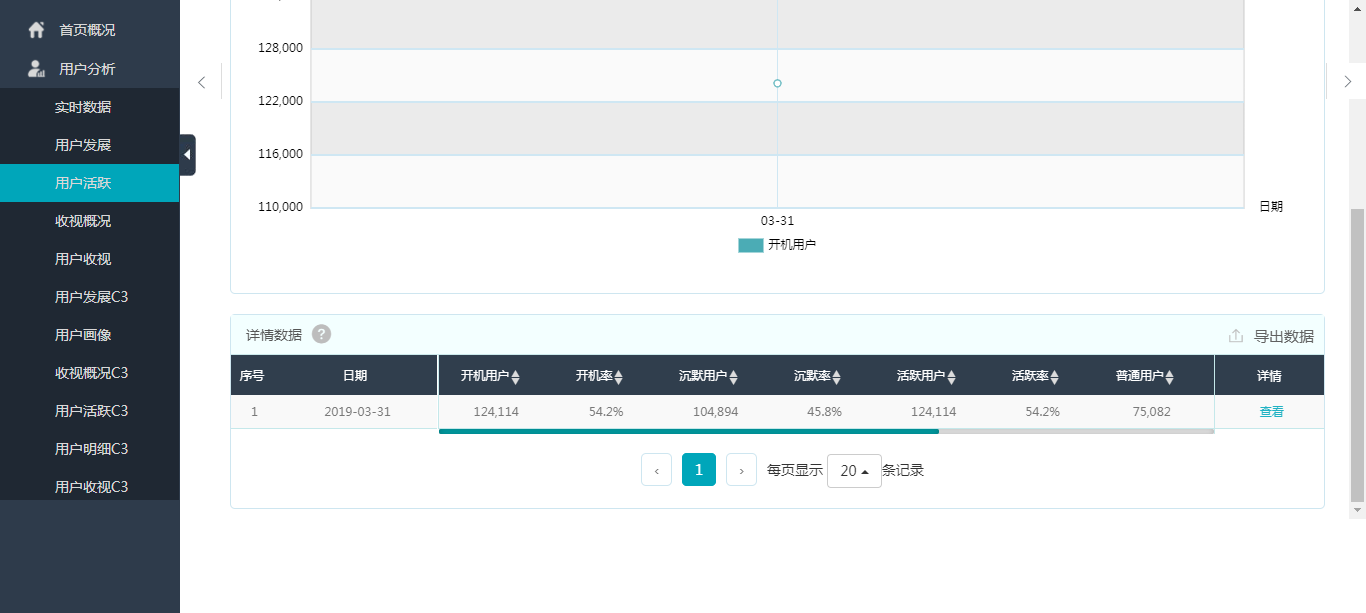 首页概况
用户分析
实时数据
用户发展
用户活跃
收视概况
用户收视
用户发展C3
用户画像
收视概况C3
用户活跃C3
用户明细C3
用户收视C3
128,000
122,000
116,000
110,000
03-31
日期
开机用户
详情数据 ? 导出数据
序号 日期 开机用户 开机率 沉默用户 沉默率 活跃用户 活跃率 普通用户 详情
1 2019-03-31 124,114 54.2% 104,894 45.8% 124,114 54.2% 75,082 查看
‹ 1 › 每页显示 20 条记录